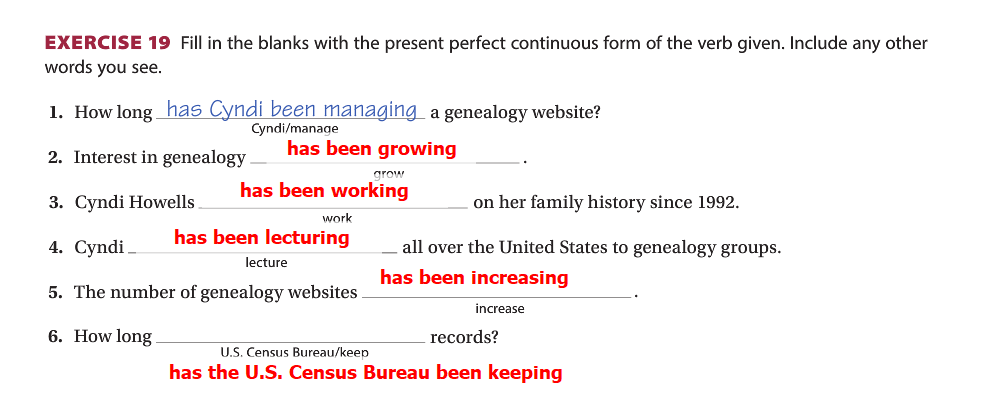 EXERCISE 19 Fill in the blanks with the present perfect continuous form of the verb given. Include any other
words you see.
1. How long has Cyndi been managing a genealogy website?
Cyndi/manage
2. Interest in genealogy has been growing .
grow
3. Cyndi Howells has been working on her family history since 1992.
work
4. Cyndi has been lecturing all over the United States to genealogy groups.
lecture
5. The number of genealogy websites has been increasing .
increase
6. How long records?
U.S. Census Bureau/keep
has the U.S. Census Bureau been keeping